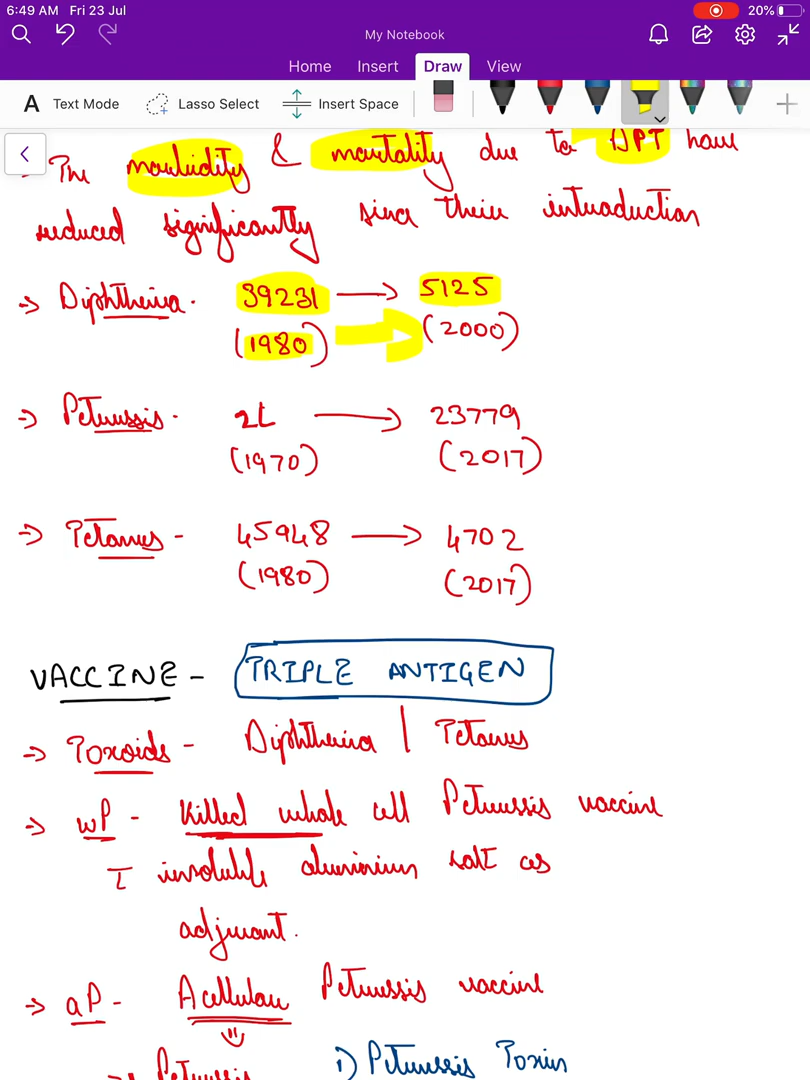 6:49 AM Fri 23 Jul
20%
My Notebook
Home Insert Draw View
A Text Mode Lasso Select Insert Space
The morbidity & mortality due to DPT have
reduced significantly since their introduction
→ Diphtheria - 39231 → 5125
(1980) (2000)
→ Pertussis - 2L → 23779
(1970) (2017)
→ Tetanus - 45948 → 4702
(1980) (2017)
VACCINE - TRIPLE ANTIGEN
→ Toxoids - Diphtheria | Tetanus
→ wP - Killed whole cell Pertussis vaccine
insoluble aluminium salt as
adjuvant.
→ aP - Acellular Pertussis vaccine
→ Pertussis 1) Pertussis Toxin